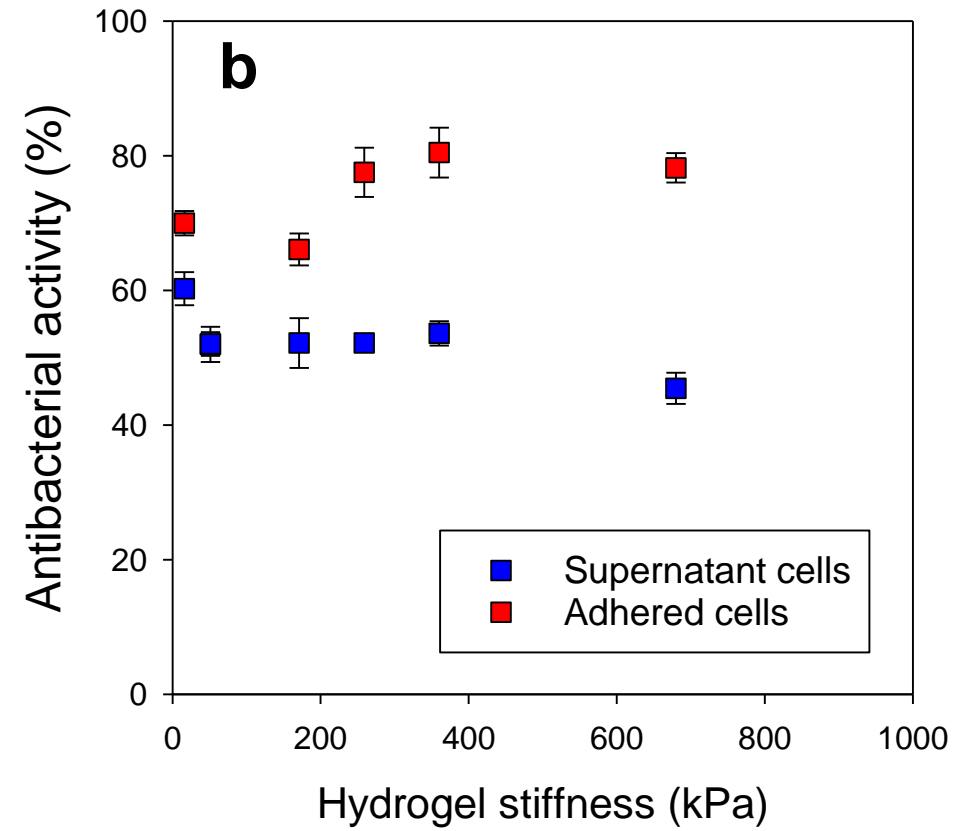 b
Antibacterial activity (%)
100
80
60
40
20
0
Supernatant cells
Adhered cells
0 200 400 600 800 1000
Hydrogel stiffness (kPa)